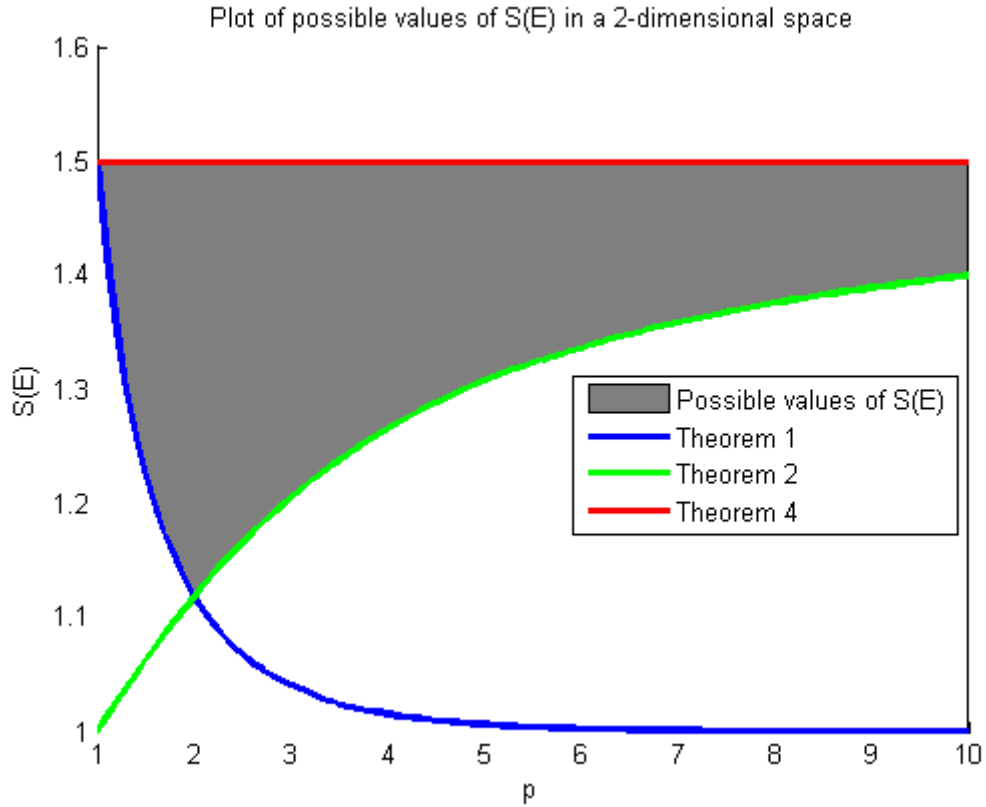 Plot of possible values of S(E) in a 2-dimensional space
1.6
1.5
1.4
1.3
1.2
1.1
1
S(E)
Possible values of S(E)
Theorem 1
Theorem 2
Theorem 4
1 2 3 4 5 6 7 8 9 10
p